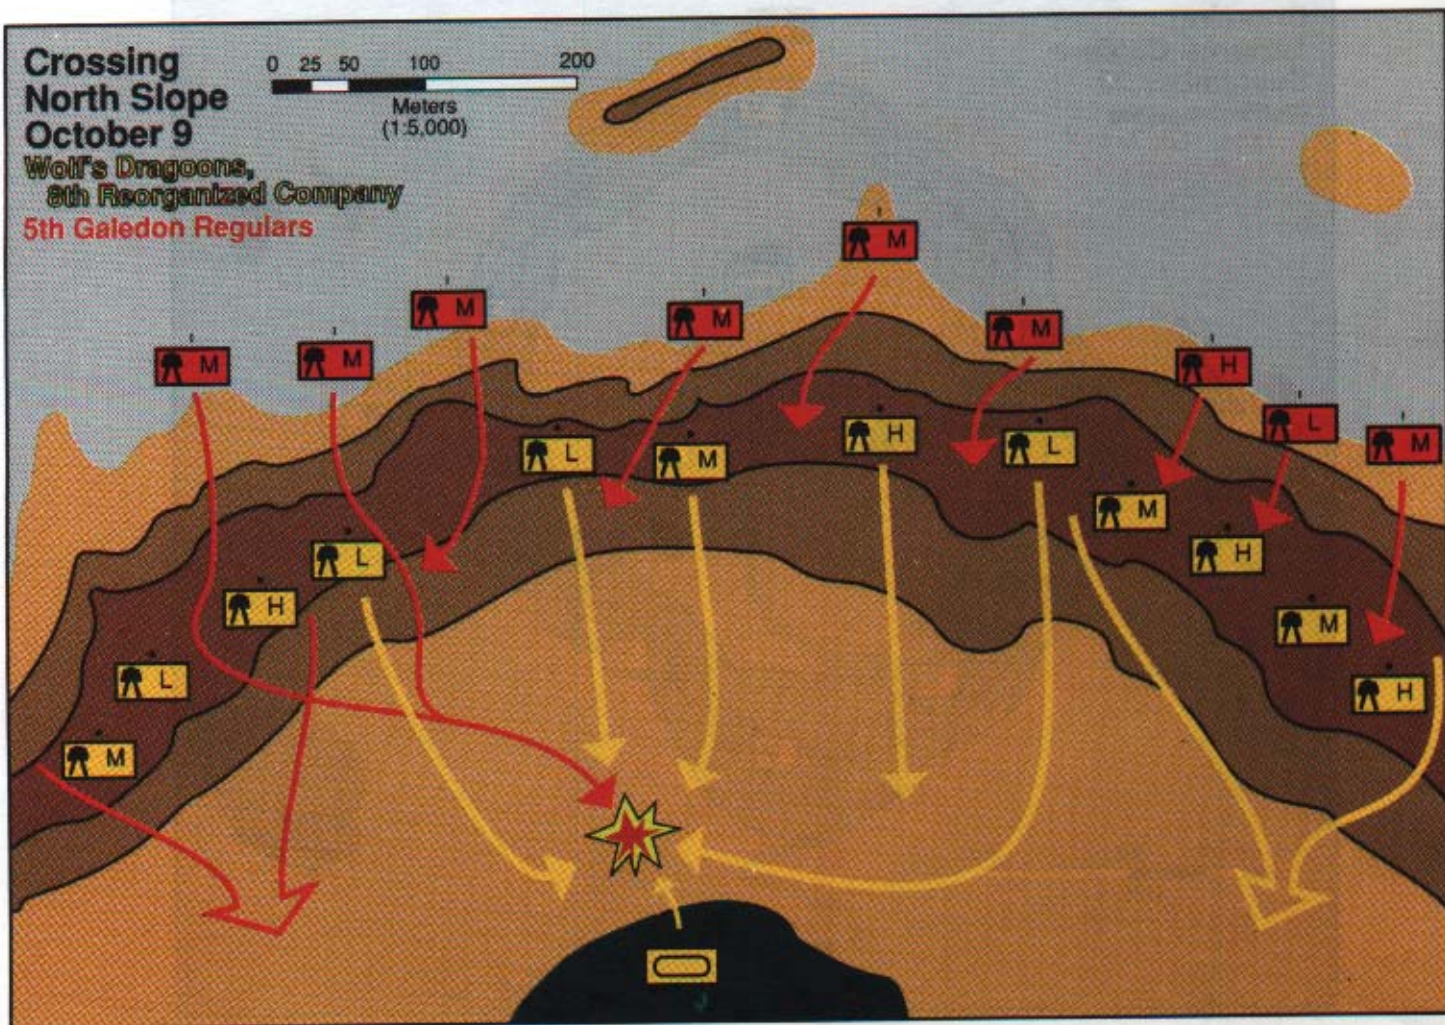 Crossing
North Slope
October 9
Wolf's Dragoons,
8th Reorganized Company
5th Galedon Regulars
0 25 50 100 200
Meters
(1:5,000)
M
M
M
M
M
M
H
L
M
L
M
H
L
M
H
M
H
L
H
L
M